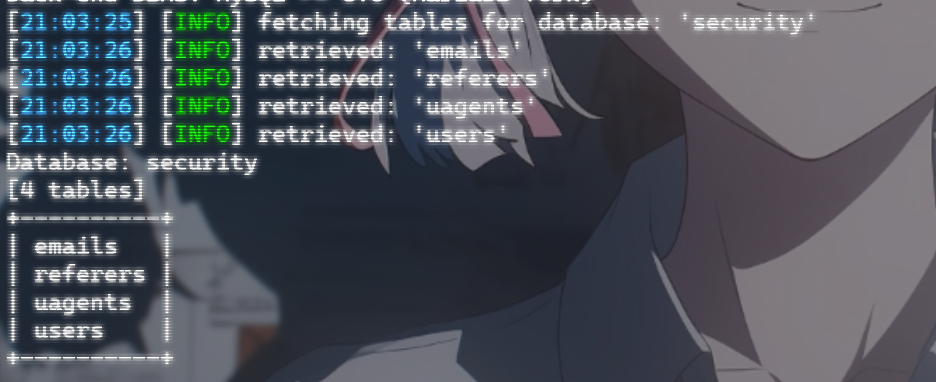 [21:03:25] [INFO] fetching tables for database: 'security'
[21:03:26] [INFO] retrieved: 'emails'
[21:03:26] [INFO] retrieved: 'referers'
[21:03:26] [INFO] retrieved: 'uagents'
[21:03:26] [INFO] retrieved: 'users'
Database: security
[4 tables]
+----------+
| emails   |
| referers |
| uagents  |
| users    |
+----------+